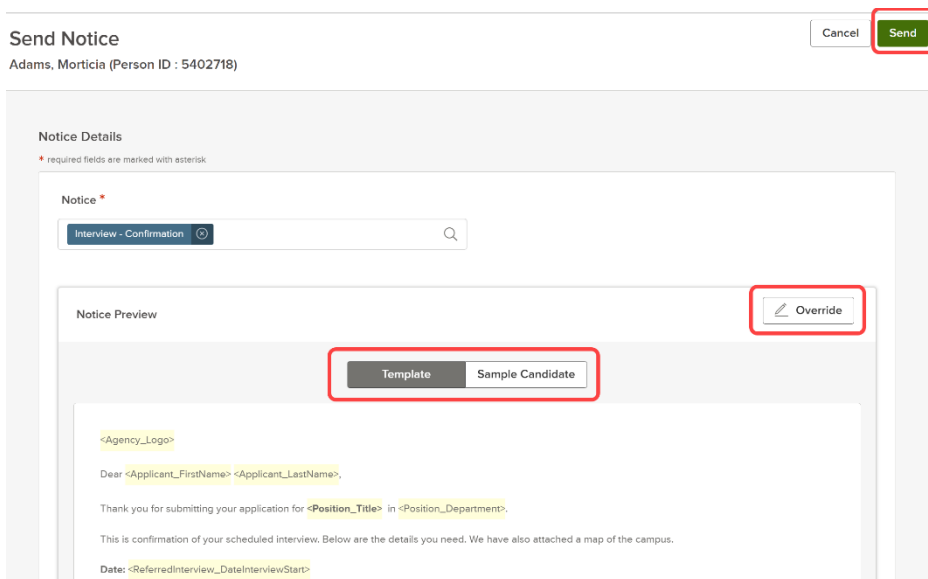 Send Notice
Cancel
Send
Adams, Morticia (Person ID : 5402718)
Notice Details
* required fields are marked with asterisk
Notice *
Interview - Confirmation
Notice Preview
Override
Template
Sample Candidate
<Agency_Logo>
Dear <Applicant_FirstName> <Applicant_LastName>,
Thank you for submitting your application for <Position_Title> in <Position_Department>.
This is confirmation of your scheduled interview. Below are the details you need. We have also attached a map of the campus.
Date: <ReferredInterview_DateInterviewStart>